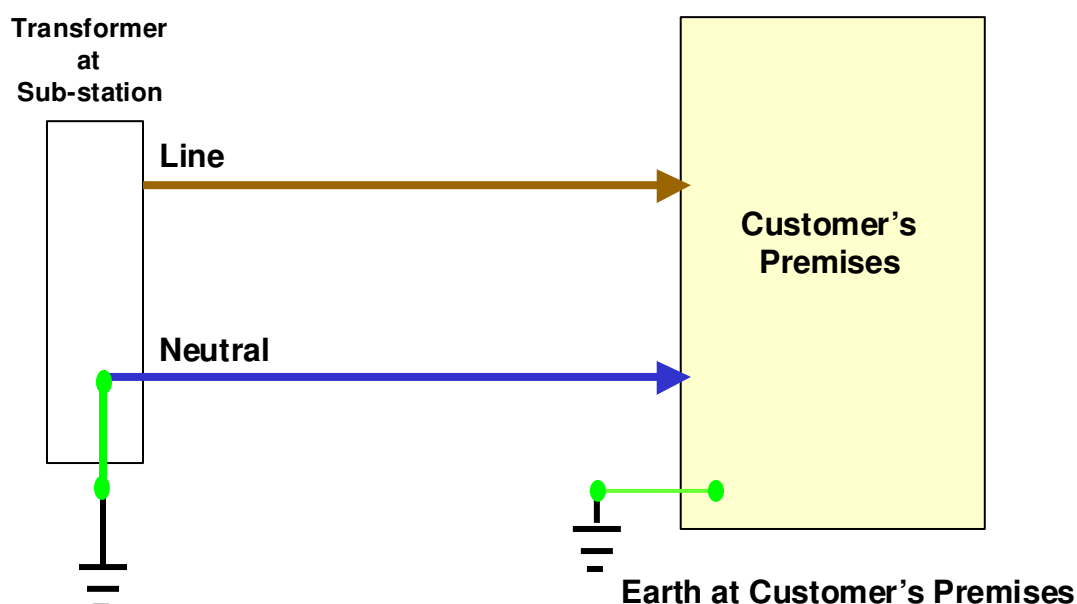 Transformer
at
Sub-station
Line
Customer’s
Premises
Neutral
Earth at Customer’s Premises